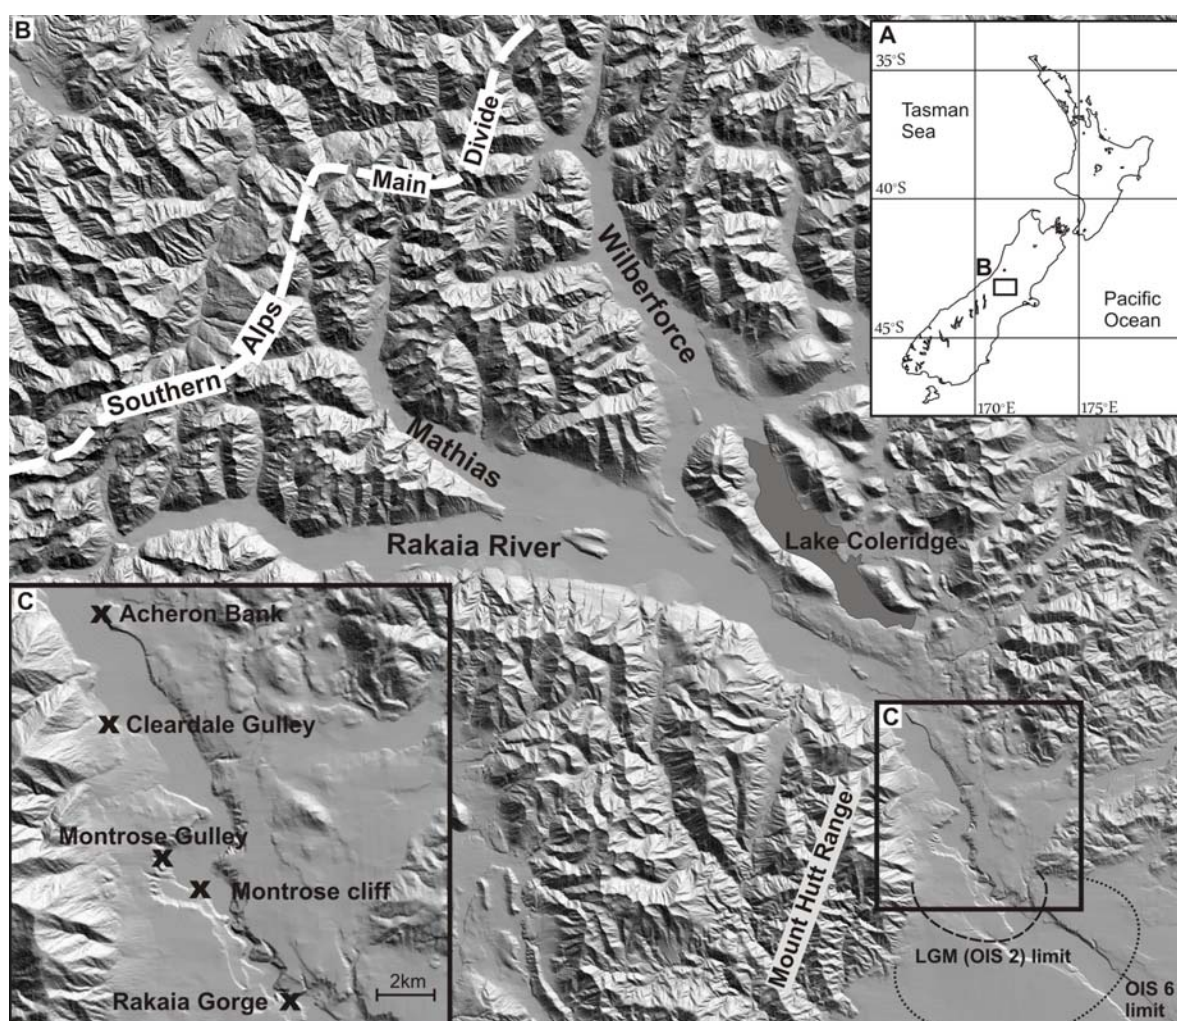 B
Southern
Alps
Main
Divide
Wilberforce
Mathias
Rakaia River
Lake Coleridge
Mount Hutt Range
C
LGM (OIS 2) limit
OIS 6
limit
A
35°S
Tasman
Sea
40°S
B
Pacific
Ocean
45°S
170°E
175°E
C
Acheron Bank
Cleardale Gulley
Montrose Gulley
Montrose cliff
Rakaia Gorge
2km